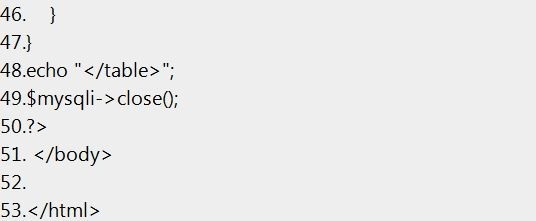 46.    }
47.}
48.echo "</table>";
49.$mysqli->close();
50.?>
51. </body>
52.
53.</html>